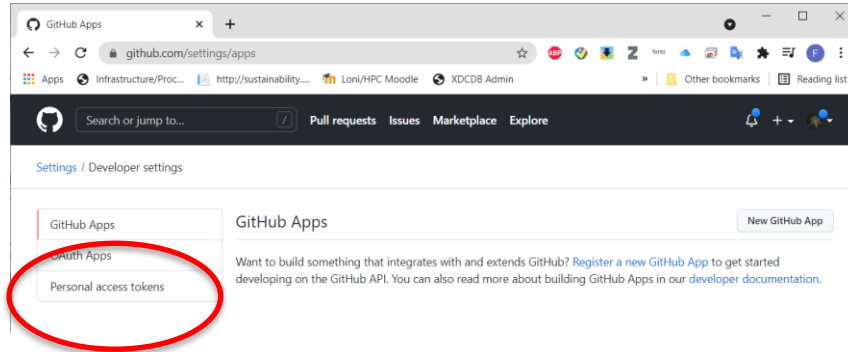 GitHub Apps
github.com/settings/apps
ABP Z fonts F
Apps Infrastructure/Proc... http://sustainability.... Loni/HPC Moodle XDCDB Admin » Other bookmarks Reading list
Search or jump to... / Pull requests Issues Marketplace Explore
Settings / Developer settings
GitHub Apps
OAuth Apps
Personal access tokens
GitHub Apps
New GitHub App
Want to build something that integrates with and extends GitHub? Register a new GitHub App to get started
developing on the GitHub API. You can also read more about building GitHub Apps in our developer documentation.